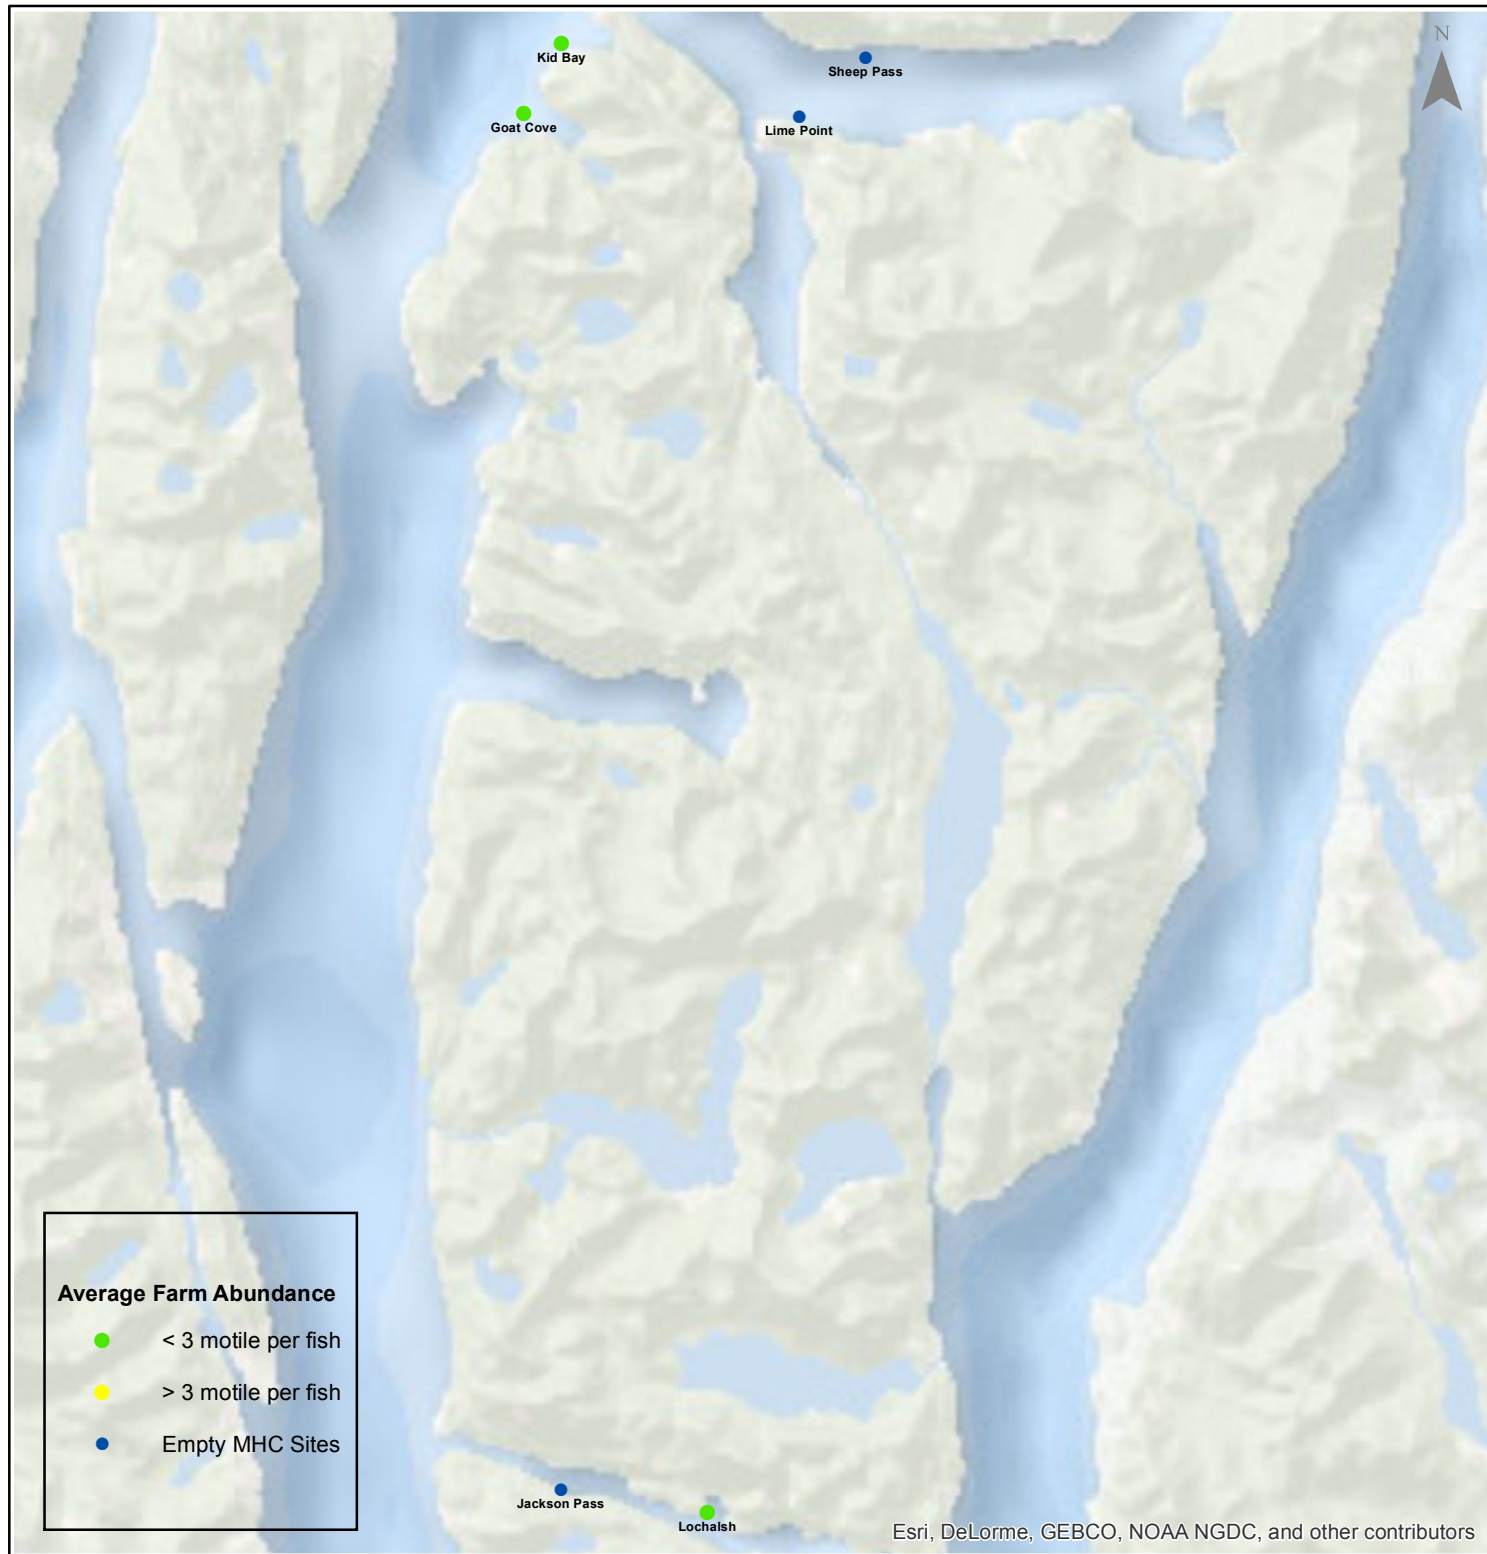 N
Kid Bay
Sheep Pass
Goat Cove
Lime Point
Average Farm Abundance
< 3 motile per fish
> 3 motile per fish
Empty MHC Sites
Jackson Pass
Lochalsh
Esri, DeLorme, GEBCO, NOAA NGDC, and other contributors